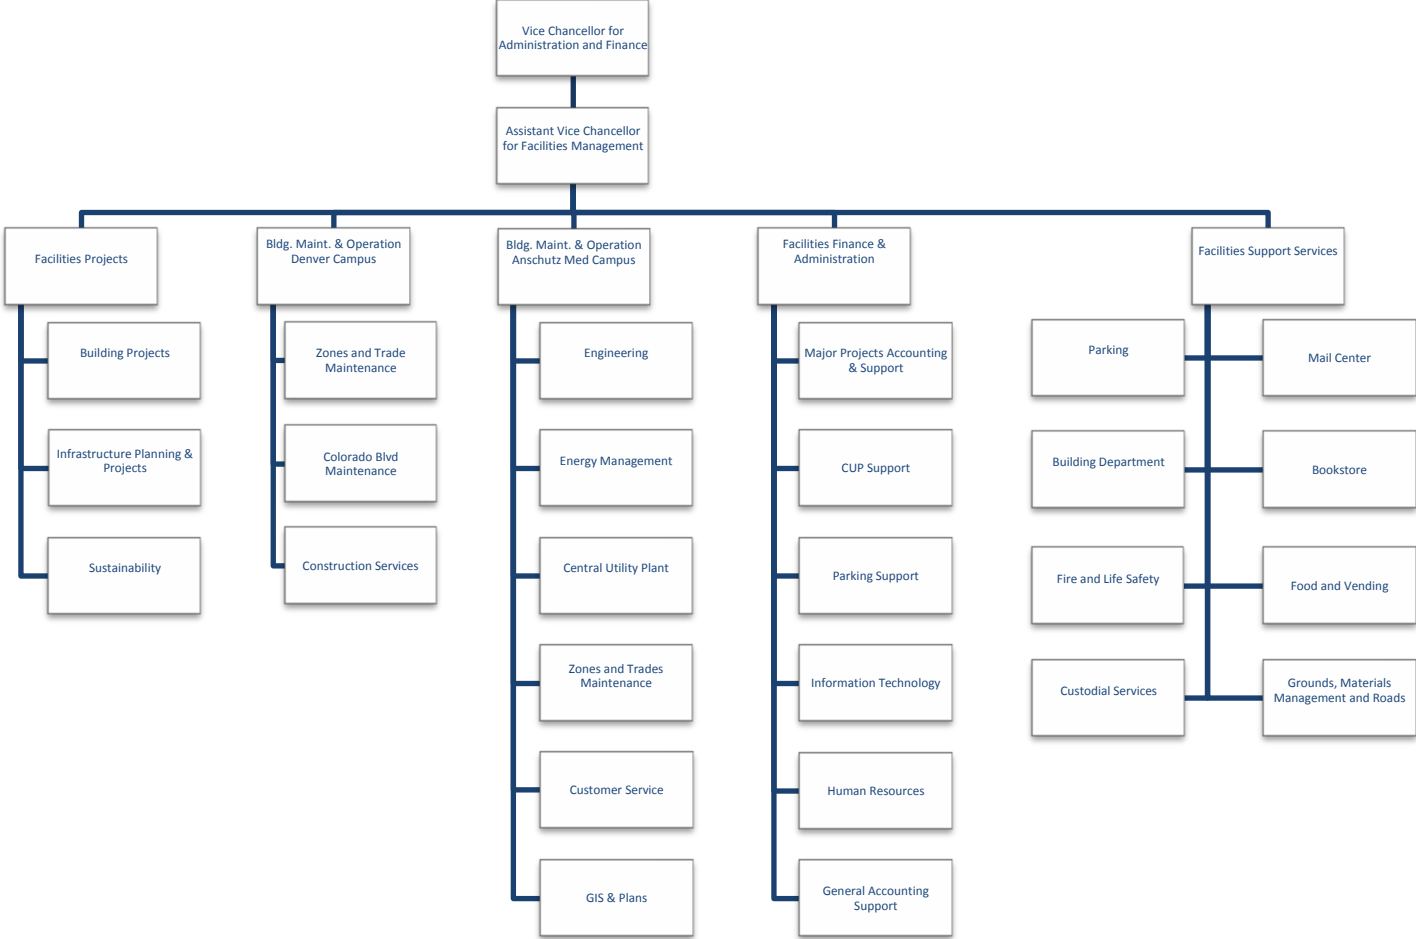 Vice Chancellor for
Administration and Finance
Assistant Vice Chancellor
for Facilities Management
Facilities Projects
Building Projects
Infrastructure Planning &
Projects
Sustainability
Bldg. Maint. & Operation
Denver Campus
Zones and Trade
Maintenance
Colorado Blvd
Maintenance
Construction Services
Bldg. Maint. & Operation
Anschutz Med Campus
Engineering
Energy Management
Central Utility Plant
Zones and Trades
Maintenance
Customer Service
GIS & Plans
Facilities Finance &
Administration
Major Projects Accounting
& Support
CUP Support
Parking Support
Information Technology
Human Resources
General Accounting
Support
Facilities Support Services
Parking
Mail Center
Building Department
Bookstore
Fire and Life Safety
Food and Vending
Custodial Services
Grounds, Materials
Management and Roads